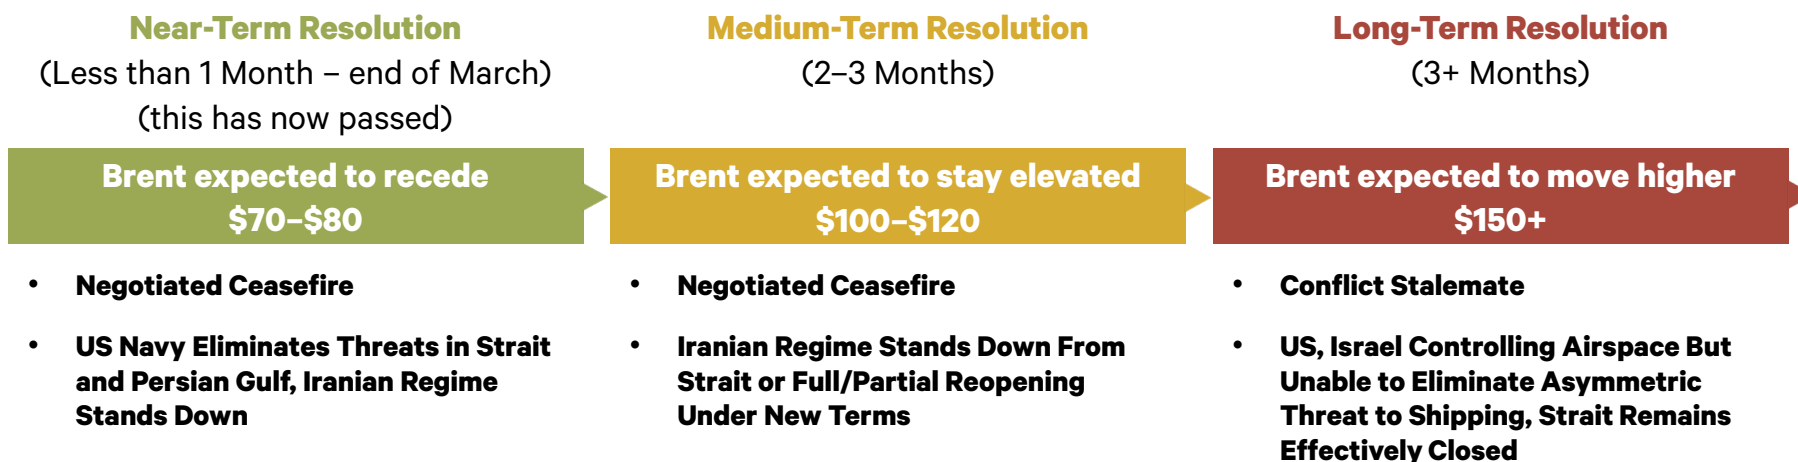 Near-Term Resolution
(Less than 1 Month – end of March)
(this has now passed)
Brent expected to recede
$70–$80
• Negotiated Ceasefire
• US Navy Eliminates Threats in Strait
and Persian Gulf, Iranian Regime
Stands Down
Medium-Term Resolution
(2–3 Months)
Brent expected to stay elevated
$100–$120
• Negotiated Ceasefire
• Iranian Regime Stands Down From
Strait or Full/Partial Reopening
Under New Terms
Long-Term Resolution
(3+ Months)
Brent expected to move higher
$150+
• Conflict Stalemate
• US, Israel Controlling Airspace But
Unable to Eliminate Asymmetric
Threat to Shipping, Strait Remains
Effectively Closed